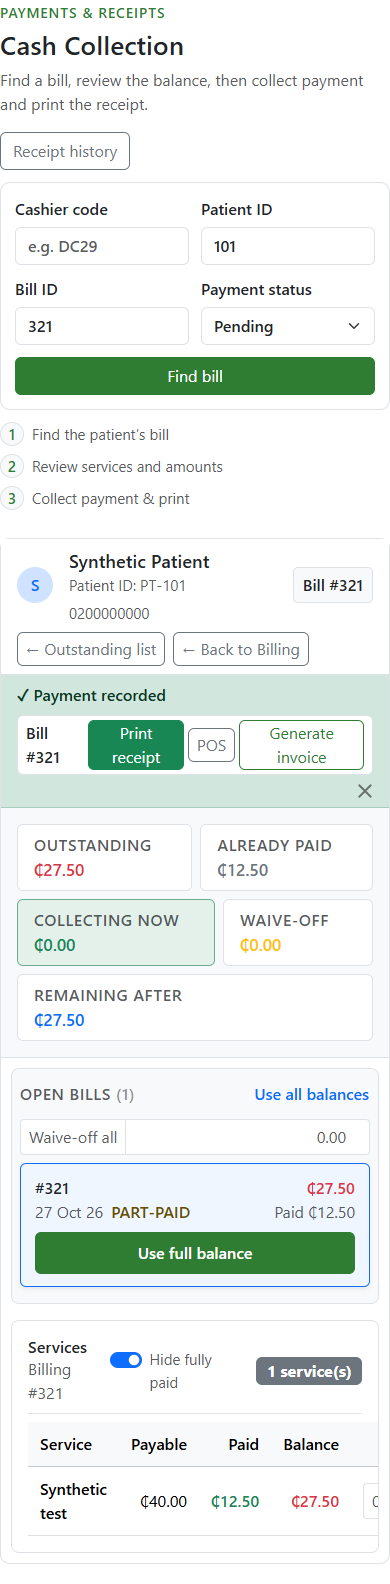 PAYMENTS & RECEIPTS
Cash Collection
Find a bill, review the balance, then collect payment
and print the receipt.
Receipt history
Cashier code Patient ID
e.g. DC29 101
Bill ID Payment status
321 Pending
Find bill
1 Find the patient's bill
2 Review services and amounts
3 Collect payment & print
S Synthetic Patient
Patient ID: PT-101
0200000000
Bill #321
← Outstanding list ← Back to Billing
✓ Payment recorded
Bill #321
Print receipt
POS
Generate invoice
OUTSTANDING ALREADY PAID
₵27.50 ₵12.50
COLLECTING NOW WAIVE-OFF
₵0.00 ₵0.00
REMAINING AFTER
₵27.50
OPEN BILLS (1) Use all balances
Waive-off all 0.00
#321 ₵27.50
27 Oct 26 PART-PAID Paid ₵12.50
Use full balance
Services
Billing #321
Hide fully paid
1 service(s)
Service Payable Paid Balance
Synthetic test ₵40.00 ₵12.50 ₵27.50